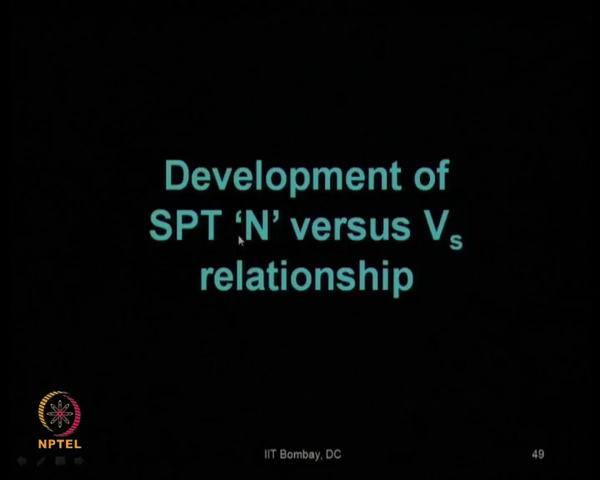 Development of
SPT ‘N’ versus Vs
relationship
NPTEL
IIT Bombay, DC
49